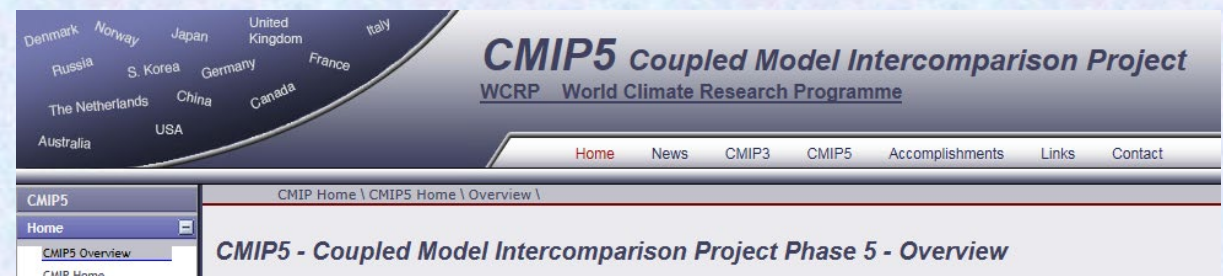 Denmark Norway Japan United Kingdom Italy
Russia S. Korea Germany France
The Netherlands China Canada
Australia USA
CMIP5 Coupled Model Intercomparison Project
WCRP World Climate Research Programme
Home News CMIP3 CMIP5 Accomplishments Links Contact
CMIP5
CMIP Home \ CMIP5 Home \ Overview \
Home
CMIP5 Overview
CMIP Home
CMIP5 - Coupled Model Intercomparison Project Phase 5 - Overview